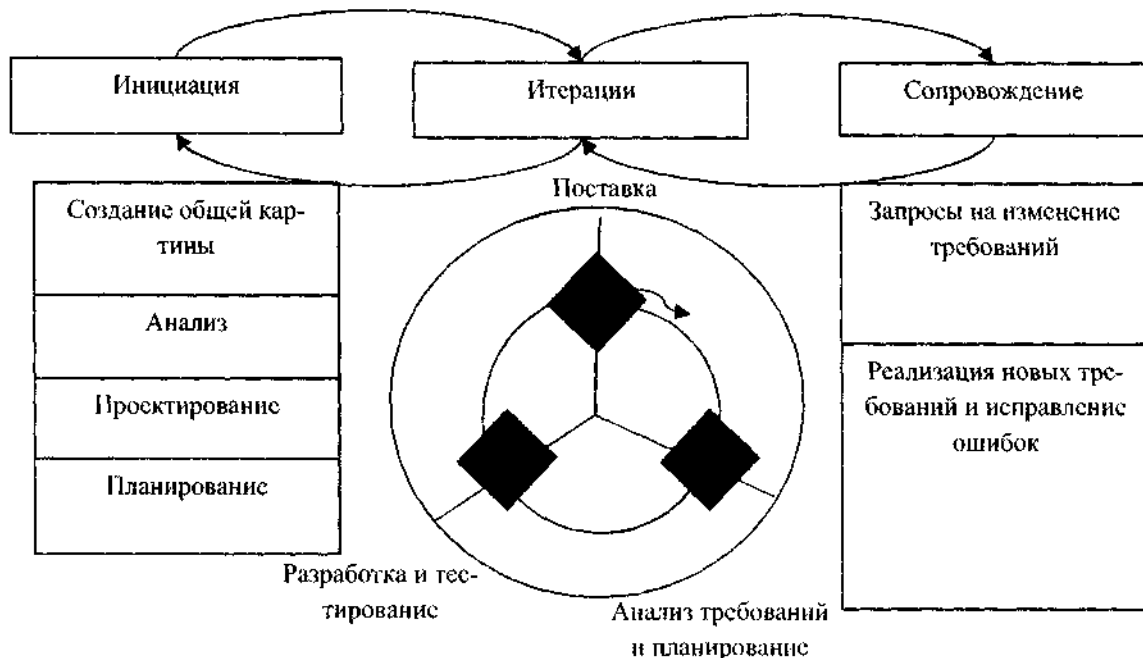 Инициация
Итерации
Сопровождение
Создание общей кар-
тины
Анализ
Проектирование
Планирование
Поставка
Разработка и тес-
тирование
Анализ требований
и планирование
Запросы на изменение
требований
Реализация новых тре-
бований и исправление
ошибок